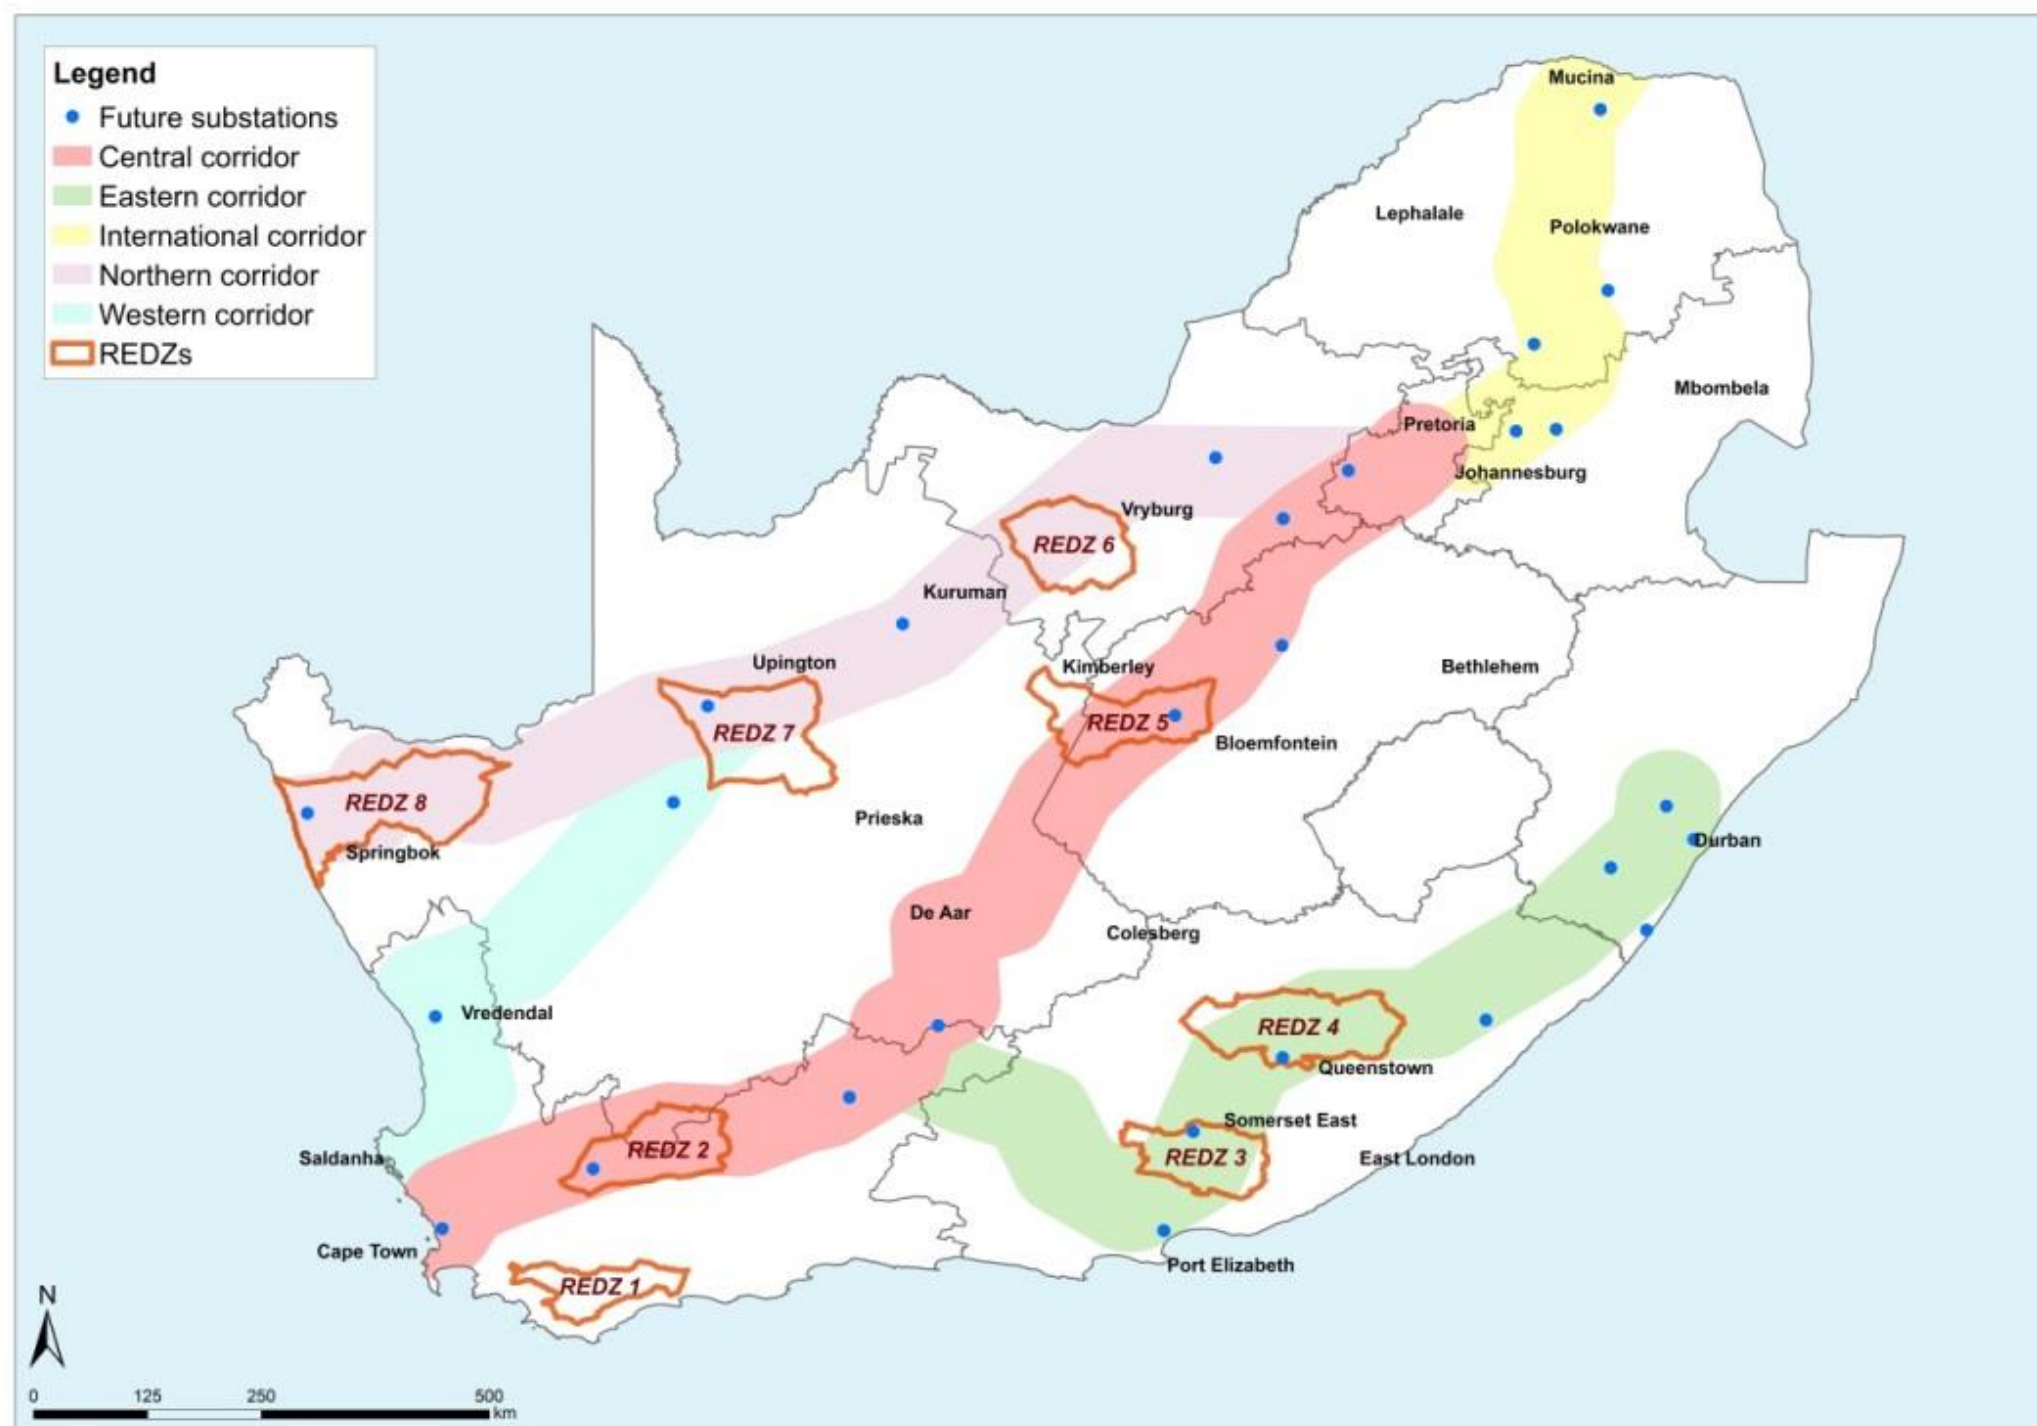 Legend
Future substations
Central corridor
Eastern corridor
International corridor
Northern corridor
Western corridor
REDZs
Mucina
Lephalale
Polokwane
Mbombela
Pretoria
Johannesburg
Vryburg
REDZ 6
Kuruman
Upington
Kimberley
Bethlehem
REDZ 7
REDZ 5
Bloemfontein
REDZ 8
Prieska
Springbok
Durban
De Aar
Colesberg
Vredendal
REDZ 4
Queenstown
Somerset East
REDZ 2
Saldanha
REDZ 3
East London
Cape Town
Port Elizabeth
REDZ 1
N
0 125 250 500
km